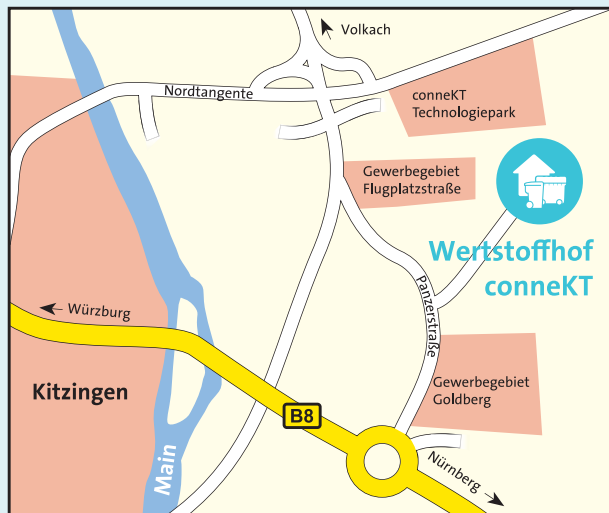 Volkach
Nordtangente
conneKT
Technologiepark
Gewerbegebiet
Flugplatzstraße
Wertstoffhof
conneKT
Panzerstraße
Würzburg
Kitzingen
Gewerbegebiet
Goldberg
B8
Main
Nürnberg